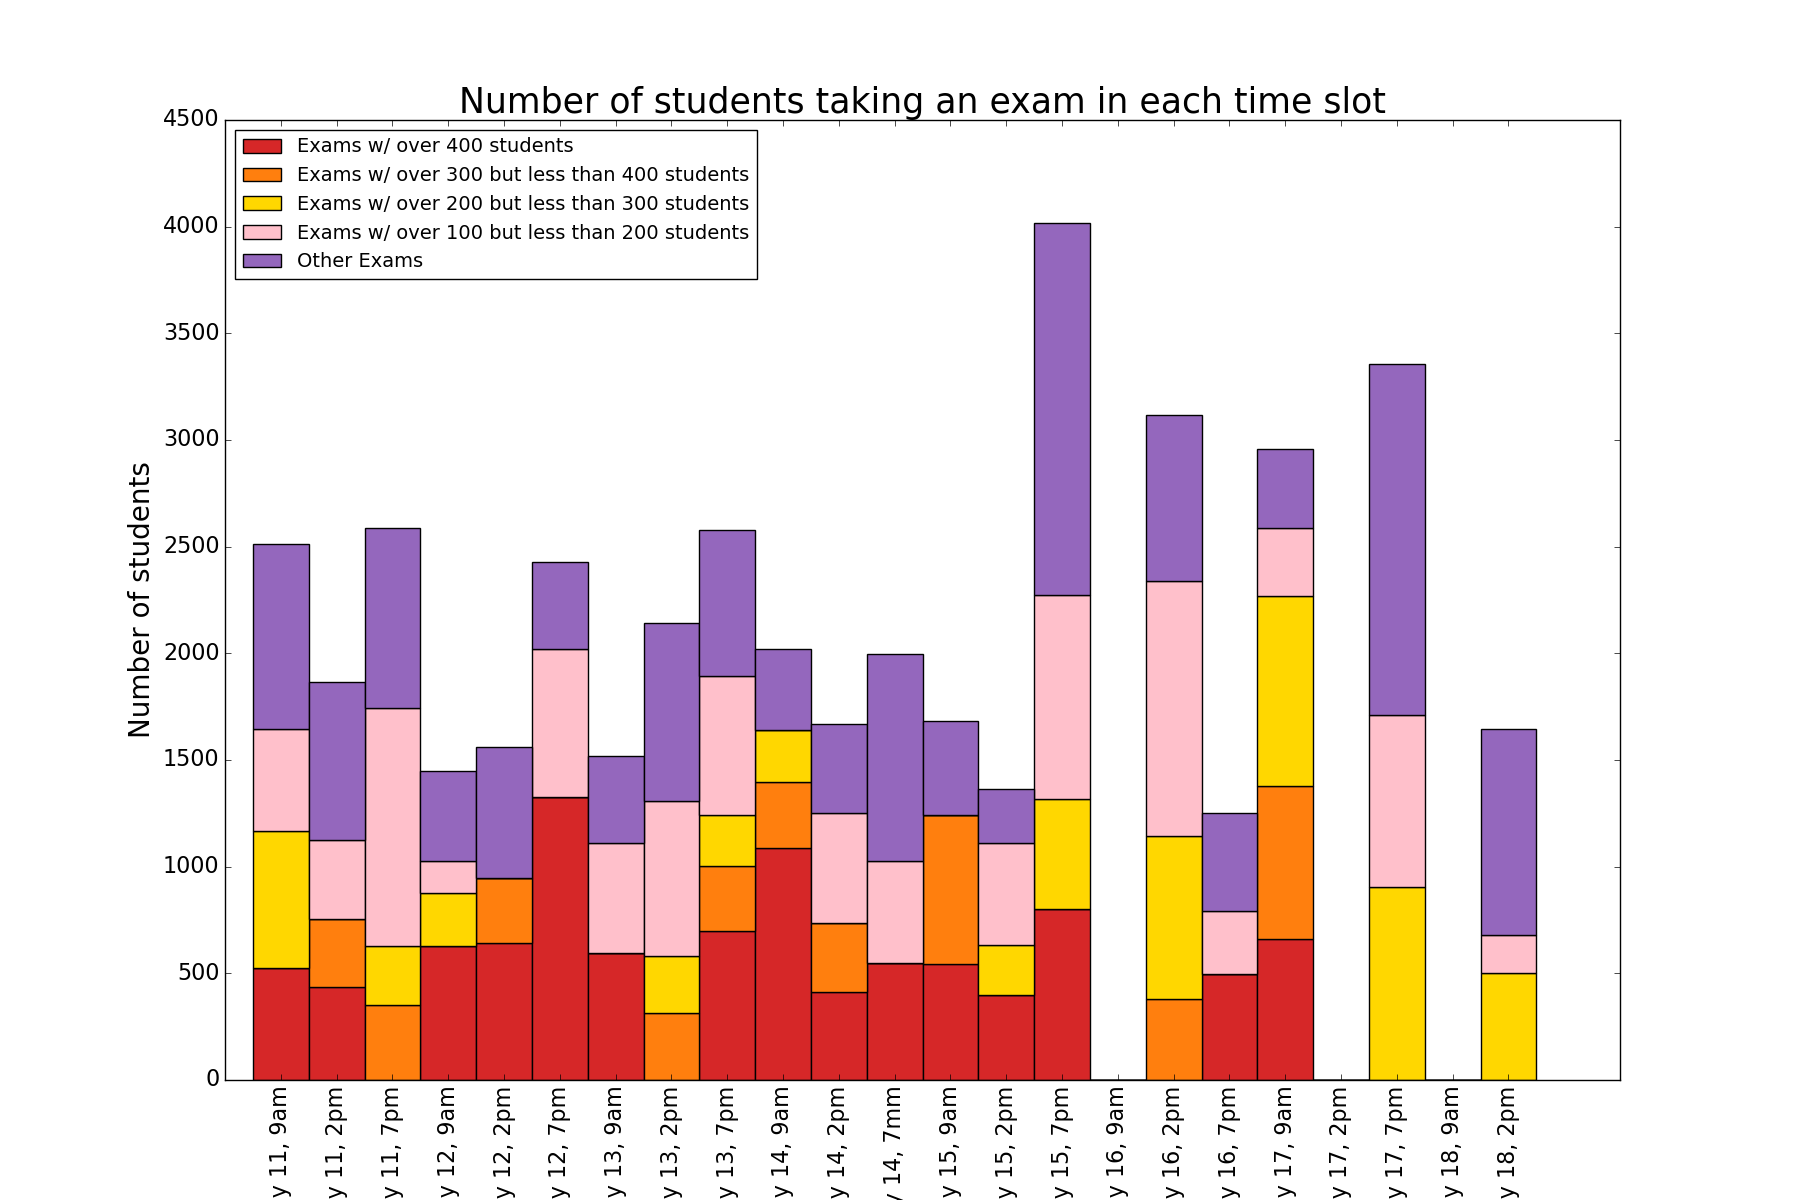 Number of students taking an exam in each time slot
Exams w/ over 400 students
Exams w/ over 300 but less than 400 students
Exams w/ over 200 but less than 300 students
Exams w/ over 100 but less than 200 students
Other Exams
Number of students
4500
4000
3500
3000
2500
2000
1500
1000
500
0
y 11, 9am
y 11, 2pm
y 11, 7pm
y 12, 9am
y 12, 2pm
y 12, 7pm
y 13, 9am
y 13, 2pm
y 13, 7pm
y 14, 9am
y 14, 2pm
y 14, 7mm
y 15, 9am
y 15, 2pm
y 15, 7pm
y 16, 9am
y 16, 2pm
y 16, 7pm
y 17, 9am
y 17, 2pm
y 17, 7pm
y 18, 9am
y 18, 2pm